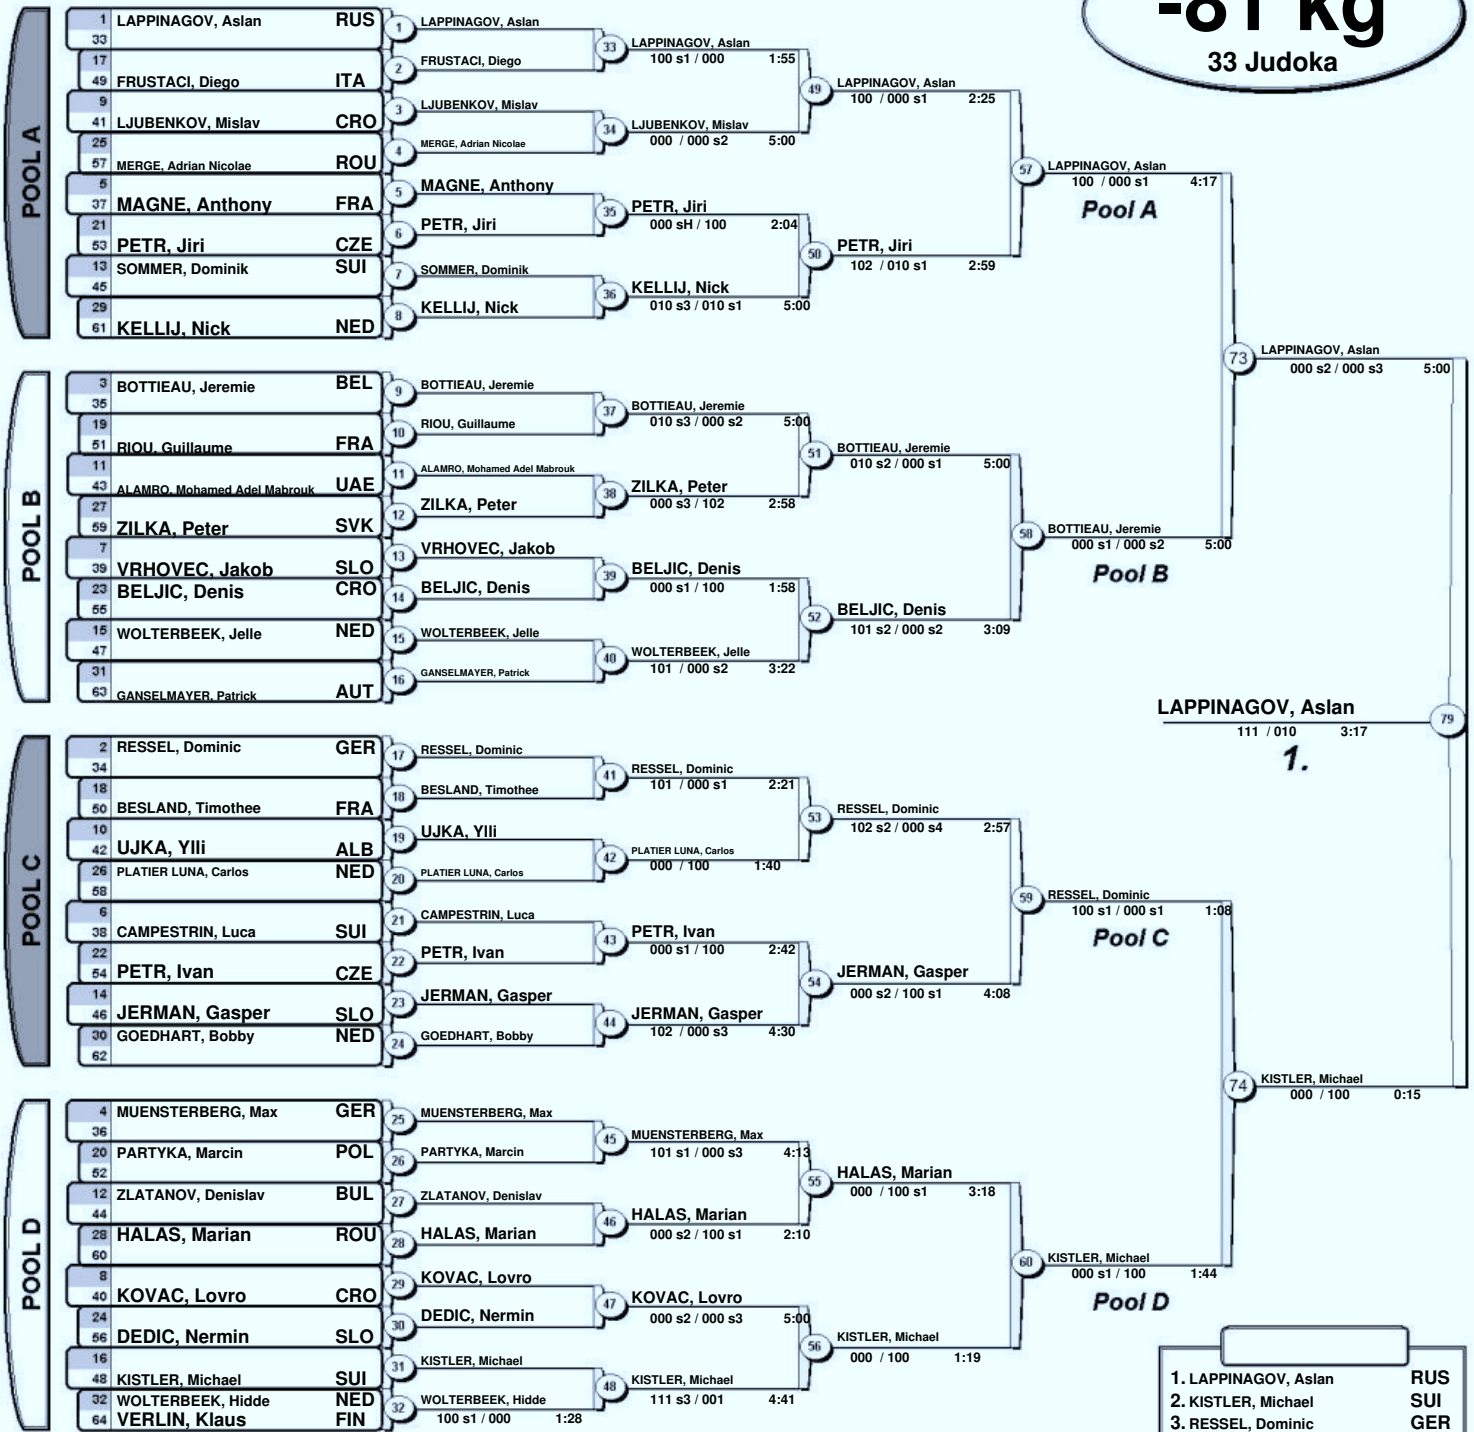 -81 kg
33 Judoka
POOL A
1 LAPPINAGOV, Aslan RUS
33
17
49 FRUSTACI, Diego ITA
9
41 LJUBENKOV, Mislav CRO
25
57 MERGE, Adrian Nicolae ROU
5
37 MAGNE, Anthony FRA
21
53 PETR, Jiri CZE
13 SOMMER, Dominik SUI
45
29
61 KELLIJ, Nick NED
1 LAPPINAGOV, Aslan
2 FRUSTACI, Diego
3 LJUBENKOV, Mislav
4 MERGE, Adrian Nicolae
5 MAGNE, Anthony
6 PETR, Jiri
7 SOMMER, Dominik
8 KELLIJ, Nick
33 LAPPINAGOV, Aslan
100 s1 / 000 1:55
34 LJUBENKOV, Mislav
000 / 000 s2 5:00
35 PETR, Jiri
000 sH / 100 2:04
36 KELLIJ, Nick
010 s3 / 010 s1 5:00
49 LAPPINAGOV, Aslan
100 / 000 s1 2:25
50 PETR, Jiri
102 / 010 s1 2:59
57 LAPPINAGOV, Aslan
100 / 000 s1 4:17
Pool A
POOL B
3 BOTTIEAU, Jeremie BEL
35
19
51 RIOU, Guillaume FRA
11
43 ALAMRO, Mohamed Adel Mabrouk UAE
27
59 ZILKA, Peter SVK
7
39 VRHOVEC, Jakob SLO
23 BELJIC, Denis CRO
55
15 WOLTERBEEK, Jelle NED
47
31
63 GANSELMAYER, Patrick AUT
9 BOTTIEAU, Jeremie
10 RIOU, Guillaume
11 ALAMRO, Mohamed Adel Mabrouk
12 ZILKA, Peter
13 VRHOVEC, Jakob
14 BELJIC, Denis
15 WOLTERBEEK, Jelle
16 GANSELMAYER, Patrick
37 BOTTIEAU, Jeremie
010 s3 / 000 s2 5:00
38 ZILKA, Peter
000 s3 / 102 2:58
39 BELJIC, Denis
000 s1 / 100 1:58
40 WOLTERBEEK, Jelle
101 / 000 s2 3:22
51 BOTTIEAU, Jeremie
010 s2 / 000 s1 5:00
52 BELJIC, Denis
101 s2 / 000 s2 3:09
58 BOTTIEAU, Jeremie
000 s1 / 000 s2 5:00
Pool B
73 LAPPINAGOV, Aslan
000 s2 / 000 s3 5:00
LAPPINAGOV, Aslan 79
111 / 010 3:17
1.
POOL C
2 RESSEL, Dominic GER
34
18
50 BESLAND, Timothee FRA
10
42 UJKA, Ylli ALB
26 PLATIER LUNA, Carlos NED
58
6
38 CAMPESTRIN, Luca SUI
22
54 PETR, Ivan CZE
14
46 JERMAN, Gasper SLO
30 GOEDHART, Bobby NED
62
17 RESSEL, Dominic
18 BESLAND, Timothee
19 UJKA, Ylli
20 PLATIER LUNA, Carlos
21 CAMPESTRIN, Luca
22 PETR, Ivan
23 JERMAN, Gasper
24 GOEDHART, Bobby
41 RESSEL, Dominic
101 / 000 s1 2:21
42 PLATIER LUNA, Carlos
000 / 100 1:40
43 PETR, Ivan
000 s1 / 100 2:42
44 JERMAN, Gasper
102 / 000 s3 4:30
53 RESSEL, Dominic
102 s2 / 000 s4 2:57
54 JERMAN, Gasper
000 s2 / 100 s1 4:08
59 RESSEL, Dominic
100 s1 / 000 s1 1:08
Pool C
POOL D
4 MUENSTERBERG, Max GER
36
20 PARTYKA, Marcin POL
52
12 ZLATANOV, Denislav BUL
44
28 HALAS, Marian ROU
60
8
40 KOVAC, Lovro CRO
24
56 DEDIC, Nermin SLO
16
48 KISTLER, Michael SUI
32 WOLTERBEEK, Hidde NED
64 VERLIN, Klaus FIN
25 MUENSTERBERG, Max
26 PARTYKA, Marcin
27 ZLATANOV, Denislav
28 HALAS, Marian
29 KOVAC, Lovro
30 DEDIC, Nermin
31 KISTLER, Michael
32 WOLTERBEEK, Hidde
100 s1 / 000 1:28
45 MUENSTERBERG, Max
101 s1 / 000 s3 4:13
46 HALAS, Marian
000 s2 / 100 s1 2:10
47 KOVAC, Lovro
000 s2 / 000 s3 5:00
48 KISTLER, Michael
111 s3 / 001 4:41
55 HALAS, Marian
000 / 100 s1 3:18
56 KISTLER, Michael
000 / 100 1:19
60 KISTLER, Michael
000 s1 / 100 1:44
Pool D
74 KISTLER, Michael
000 / 100 0:15
1. LAPPINAGOV, Aslan RUS
2. KISTLER, Michael SUI
3. RESSEL, Dominic GER